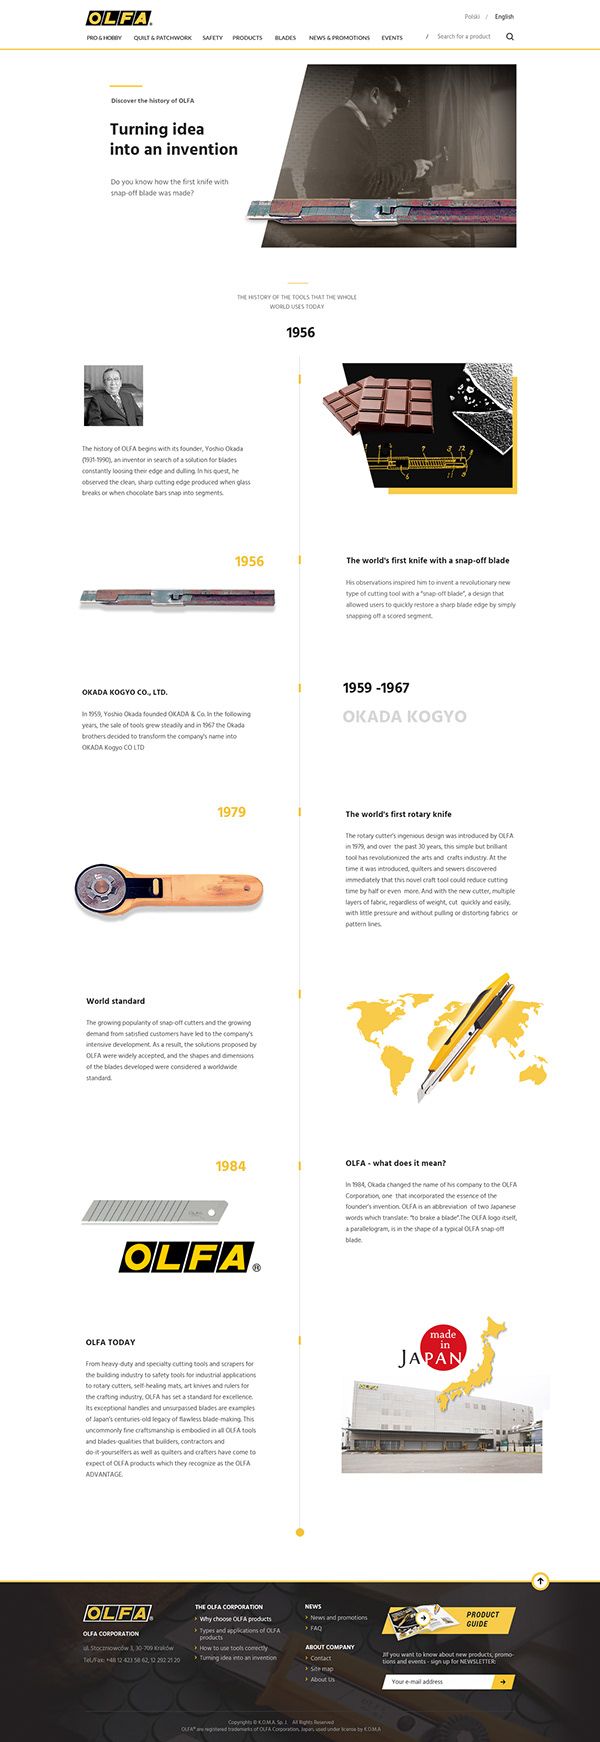 OLFA®
Polski / English
PRO & HOBBY QUILT & PATCHWORK SAFETY PRODUCTS BLADES NEWS & PROMOTIONS EVENTS / Search for a product
Discover the history of OLFA
Turning idea
into an invention
Do you know how the first knife with
snap-off blade was made?
THE HISTORY OF THE TOOLS THAT THE WHOLE
WORLD USES TODAY
1956
The history of OLFA begins with its founder, Yoshio Okada
(1931-1990), an inventor in search of a solution for blades
constantly loosing their edge and dulling. In his quest, he
observed the clean, sharp cutting edge produced when glass
breaks or when chocolate bars snap into segments.
1956
The world's first knife with a snap-off blade
His observations inspired him to invent a revolutionary new
type of cutting tool with a "snap-off blade", a design that
allowed users to quickly restore a sharp blade edge by simply
snapping off a scored segment.
OKADA KOGYO CO., LTD.
In 1959, Yoshio Okada founded OKADA & Co. In the following
years, the sale of tools grew steadily and in 1967 the Okada
brothers decided to transform the company's name into
OKADA Kogyo CO LTD
1959 -1967
OKADA KOGYO
1979
The world's first rotary knife
The rotary cutter's ingenious design was introduced by OLFA
in 1979, and over the past 30 years, this simple but brilliant
tool has revolutionized the arts and crafts industry. At the
time it was introduced, quilters and sewers discovered
immediately that this novel craft tool could reduce cutting
time by half or even more. And with the new cutter, multiple
layers of fabric, regardless of weight, cut quickly and easily,
with little pressure and without pulling or distorting fabrics or
pattern lines.
World standard
The growing popularity of snap-off cutters and the growing
demand from satisfied customers have led to the company's
intensive development. As a result, the solutions proposed by
OLFA were widely accepted, and the shapes and dimensions
of the blades developed were considered a worldwide
standard.
1984
OLFA - what does it mean?
In 1984, Okada changed the name of his company to the OLFA
Corporation, one that incorporated the essence of the
founder's invention. OLFA is an abbreviation of two Japanese
words which translate: "to brake a blade".The OLFA logo itself,
a parallelogram, is in the shape of a typical OLFA snap-off
blade.
OLFA®
OLFA TODAY
From heavy-duty and specialty cutting tools and scrapers for
the building industry to safety tools for industrial applications
to rotary cutters, self-healing mats, art knives and rulers for
the crafting industry, OLFA has set a standard for excellence.
Its exceptional handles and unsurpassed blades are examples
of Japan's centuries-old legacy of flawless blade-making. This
uncommonly fine craftsmanship is embodied in all OLFA tools
and blades-qualities that builders, contractors and
do-it-yourselfers as well as quilters and crafters have come to
expect of OLFA products which they recognize as the OLFA
ADVANTAGE.
made
in
JAPAN
OLFA
OLFA®
OLFA CORPORATION
ul. Stoczniowców 3, 30-709 Kraków
Tel./Fax: +48 12 423 58 62, 12 292 21 20
THE OLFA CORPORATION
Why choose OLFA products
Types and applications of OLFA
products
How to use tools correctly
Turning idea into an invention
NEWS
News and promotions
FAQ
ABOUT COMPANY
Contact
Site map
About Us
PRODUCT
GUIDE
JIf you want to know about new products, promo-
tions and events - sign up for NEWSLETTER:
Your e-mail address
Copyrights © K.O.M.A. Sp. J. All Rights Reserved
OLFA® are registered trademarks of OLFA Corporation, Japan, used under license by K.O.M.A